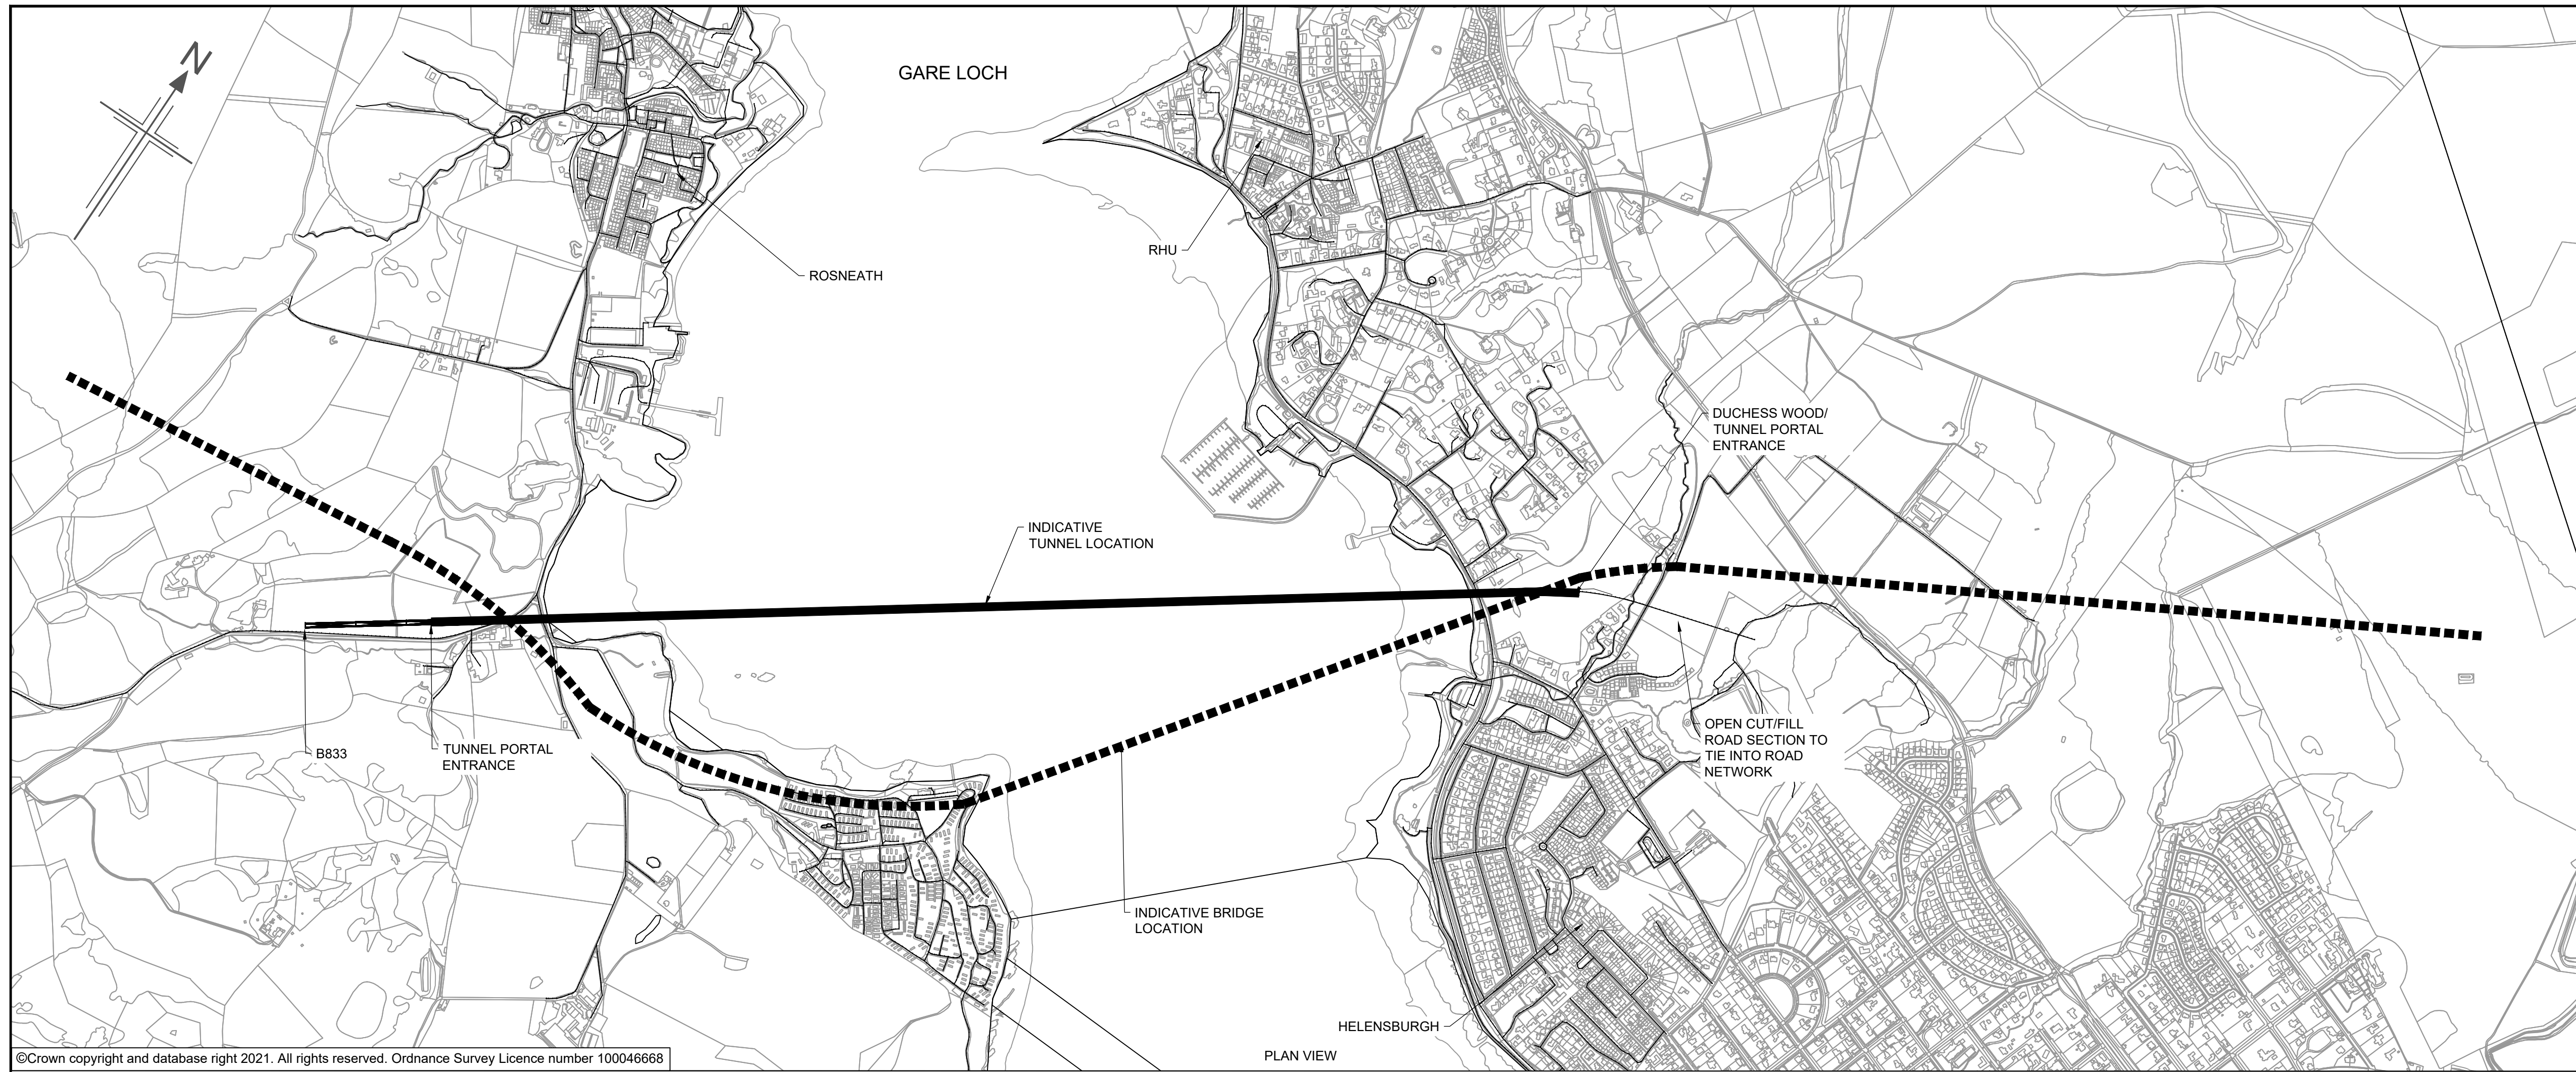 N
GARE LOCH
ROSNEATH
RHU
DUCHESS WOOD/
TUNNEL PORTAL
ENTRANCE
INDICATIVE
TUNNEL LOCATION
B833
TUNNEL PORTAL
ENTRANCE
OPEN CUT/FILL
ROAD SECTION TO
TIE INTO ROAD
NETWORK
INDICATIVE BRIDGE
LOCATION
HELENSBURGH
PLAN VIEW
©Crown copyright and database right 2021. All rights reserved. Ordnance Survey Licence number 100046668